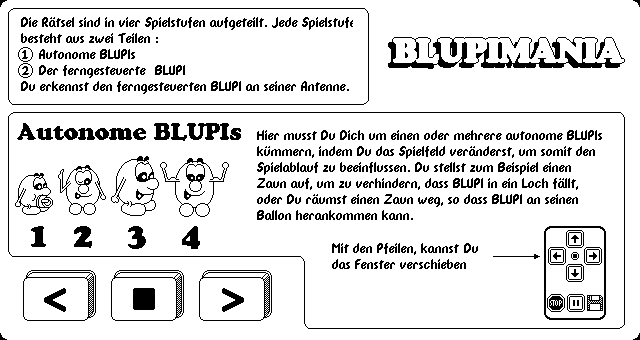 Die Rätsel sind in vier Spielstufen aufgeteilt. Jede Spielstufe
besteht aus zwei Teilen :
1 Autonome BLUPIs
2 Der ferngesteuerte BLUPI
Du erkennst den ferngesteuerten BLUPI an seiner Antenne.
BLUPIMANIA
Autonome BLUPIs
1 2 3 4
Hier musst Du Dich um einen oder mehrere autonome BLUPIs
kümmern, indem Du das Spielfeld veränderst, um somit den
Spielablauf zu beeinflussen. Du stellst zum Beispiel einen
Zaun auf, um zu verhindern, dass BLUPI in ein Loch fällt,
oder Du räumst einen Zaun weg, so dass BLUPI an seinen
Ballon herankommen kann.
Mit den Pfeilen, kannst Du
das Fenster verschieben
STOP
< ■ >